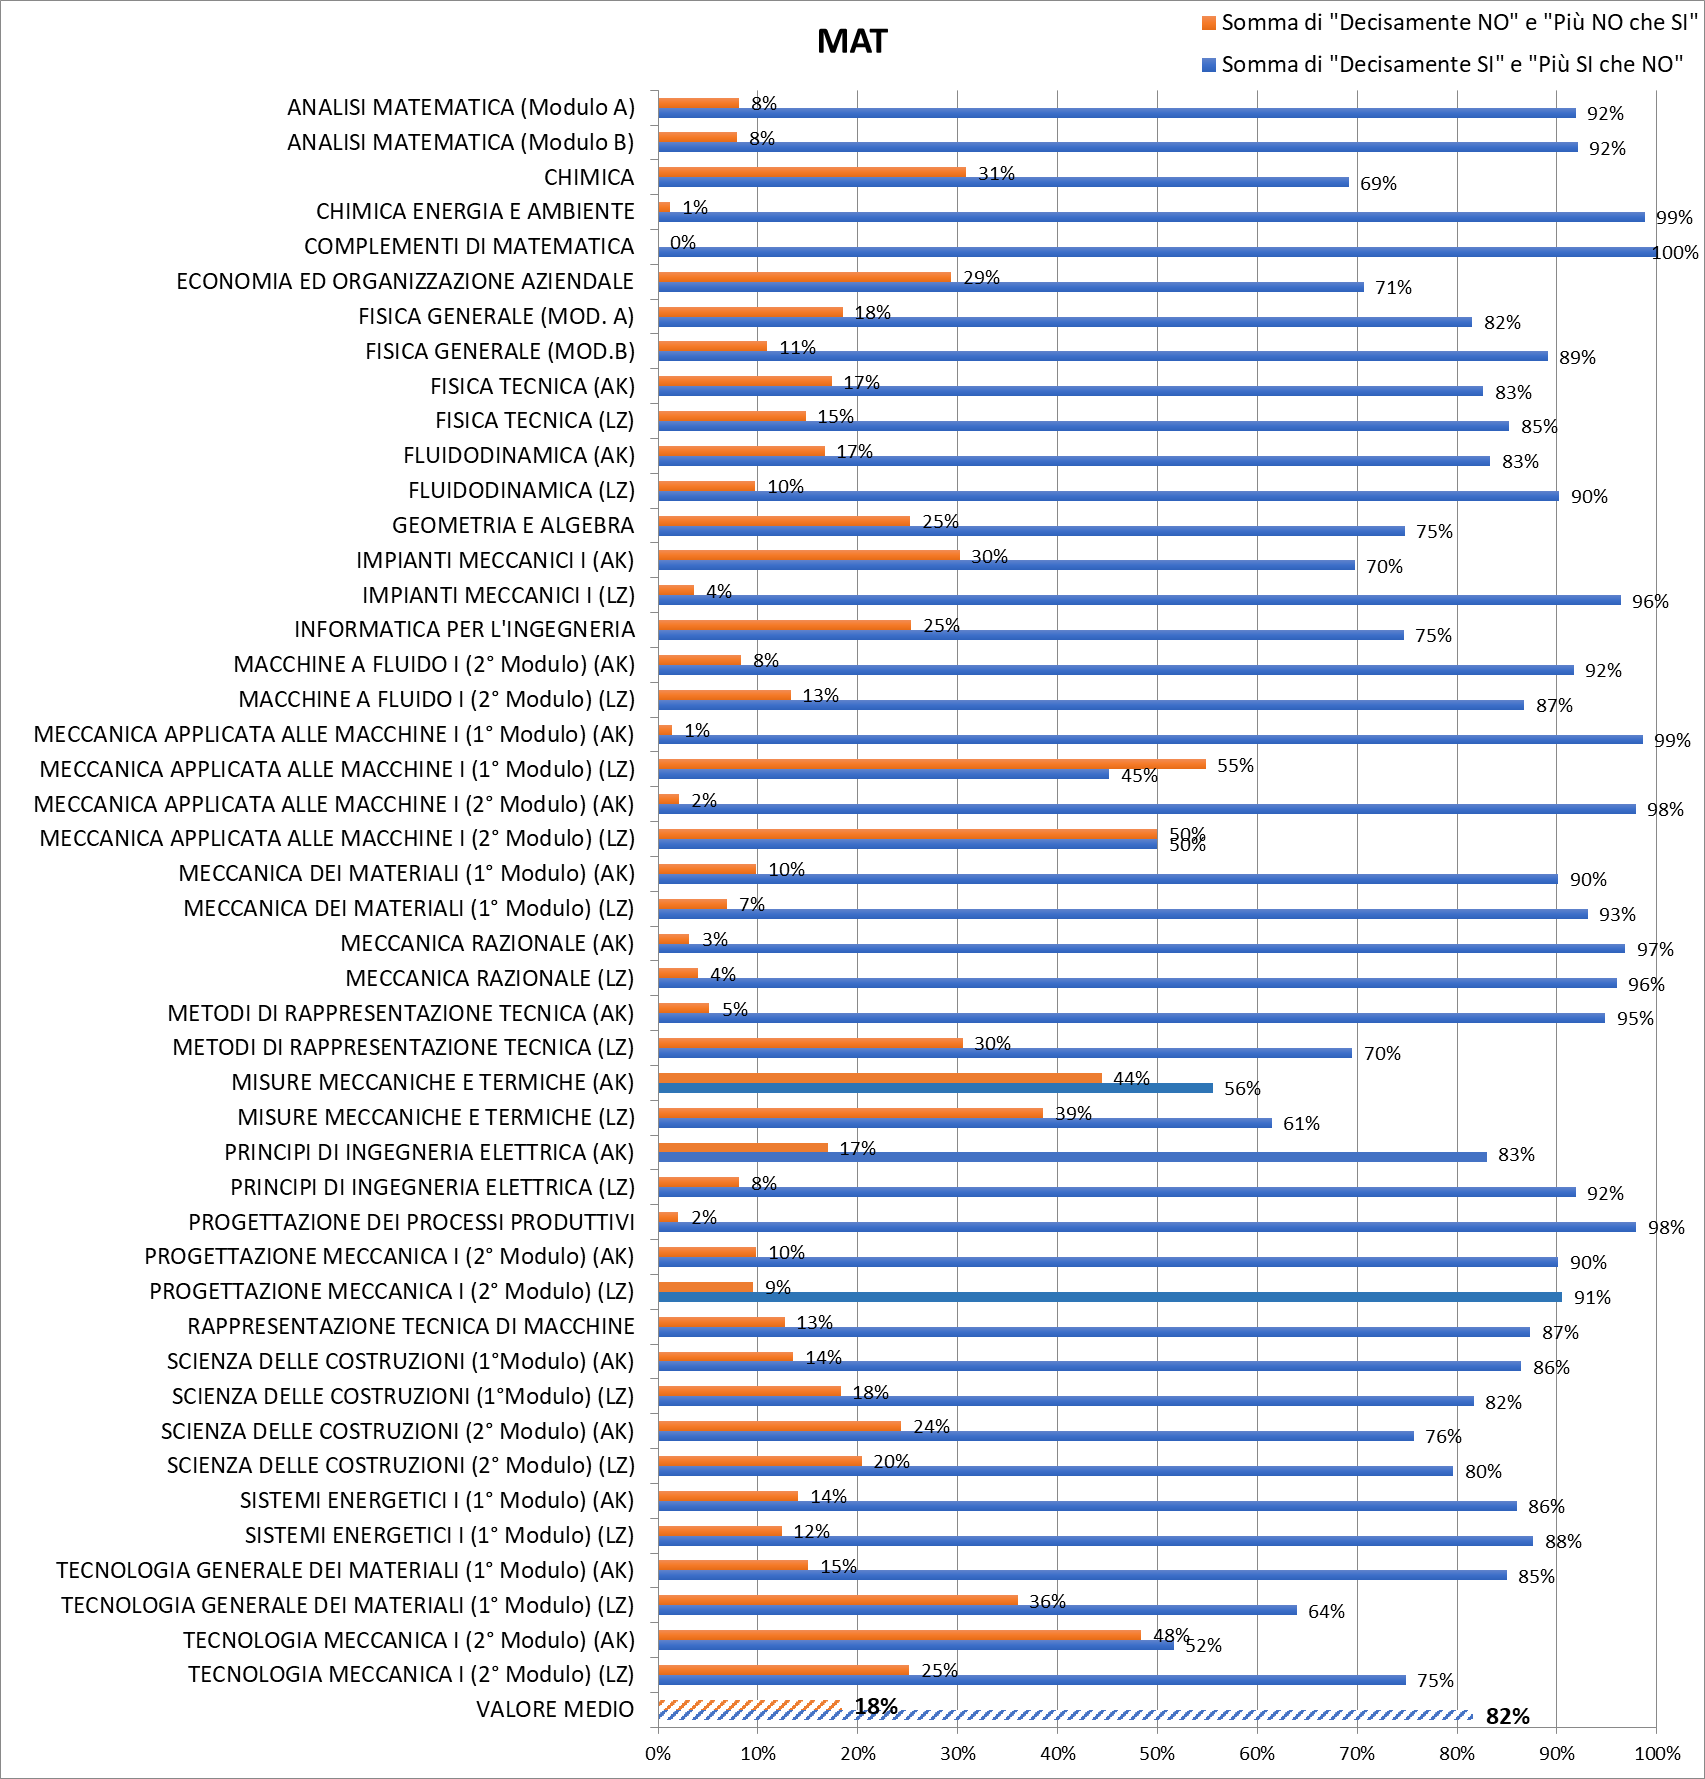 MAT
Somma di "Decisamente NO" e "Più NO che SI"
Somma di "Decisamente SI" e "Più SI che NO"
ANALISI MATEMATICA (Modulo A) 8% 92%
ANALISI MATEMATICA (Modulo B) 8% 92%
CHIMICA 31% 69%
CHIMICA ENERGIA E AMBIENTE 1% 99%
COMPLEMENTI DI MATEMATICA 0% 100%
ECONOMIA ED ORGANIZZAZIONE AZIENDALE 29% 71%
FISICA GENERALE (MOD. A) 18% 82%
FISICA GENERALE (MOD.B) 11% 89%
FISICA TECNICA (AK) 17% 83%
FISICA TECNICA (LZ) 15% 85%
FLUIDODINAMICA (AK) 17% 83%
FLUIDODINAMICA (LZ) 10% 90%
GEOMETRIA E ALGEBRA 25% 75%
IMPIANTI MECCANICI I (AK) 30% 70%
IMPIANTI MECCANICI I (LZ) 4% 96%
INFORMATICA PER L'INGEGNERIA 25% 75%
MACCHINE A FLUIDO I (2° Modulo) (AK) 8% 92%
MACCHINE A FLUIDO I (2° Modulo) (LZ) 13% 87%
MECCANICA APPLICATA ALLE MACCHINE I (1° Modulo) (AK) 1% 99%
MECCANICA APPLICATA ALLE MACCHINE I (1° Modulo) (LZ) 55% 45%
MECCANICA APPLICATA ALLE MACCHINE I (2° Modulo) (AK) 2% 98%
MECCANICA APPLICATA ALLE MACCHINE I (2° Modulo) (LZ) 50% 50%
MECCANICA DEI MATERIALI (1° Modulo) (AK) 10% 90%
MECCANICA DEI MATERIALI (1° Modulo) (LZ) 7% 93%
MECCANICA RAZIONALE (AK) 3% 97%
MECCANICA RAZIONALE (LZ) 4% 96%
METODI DI RAPPRESENTAZIONE TECNICA (AK) 5% 95%
METODI DI RAPPRESENTAZIONE TECNICA (LZ) 30% 70%
MISURE MECCANICHE E TERMICHE (AK) 44% 56%
MISURE MECCANICHE E TERMICHE (LZ) 39% 61%
PRINCIPI DI INGEGNERIA ELETTRICA (AK) 17% 83%
PRINCIPI DI INGEGNERIA ELETTRICA (LZ) 8% 92%
PROGETTAZIONE DEI PROCESSI PRODUTTIVI 2% 98%
PROGETTAZIONE MECCANICA I (2° Modulo) (AK) 10% 90%
PROGETTAZIONE MECCANICA I (2° Modulo) (LZ) 9% 91%
RAPPRESENTAZIONE TECNICA DI MACCHINE 13% 87%
SCIENZA DELLE COSTRUZIONI (1°Modulo) (AK) 14% 86%
SCIENZA DELLE COSTRUZIONI (1°Modulo) (LZ) 18% 82%
SCIENZA DELLE COSTRUZIONI (2° Modulo) (AK) 24% 76%
SCIENZA DELLE COSTRUZIONI (2° Modulo) (LZ) 20% 80%
SISTEMI ENERGETICI I (1° Modulo) (AK) 14% 86%
SISTEMI ENERGETICI I (1° Modulo) (LZ) 12% 88%
TECNOLOGIA GENERALE DEI MATERIALI (1° Modulo) (AK) 15% 85%
TECNOLOGIA GENERALE DEI MATERIALI (1° Modulo) (LZ) 36% 64%
TECNOLOGIA MECCANICA I (2° Modulo) (AK) 48% 52%
TECNOLOGIA MECCANICA I (2° Modulo) (LZ) 25% 75%
VALORE MEDIO 18% 82%
0% 10% 20% 30% 40% 50% 60% 70% 80% 90% 100%